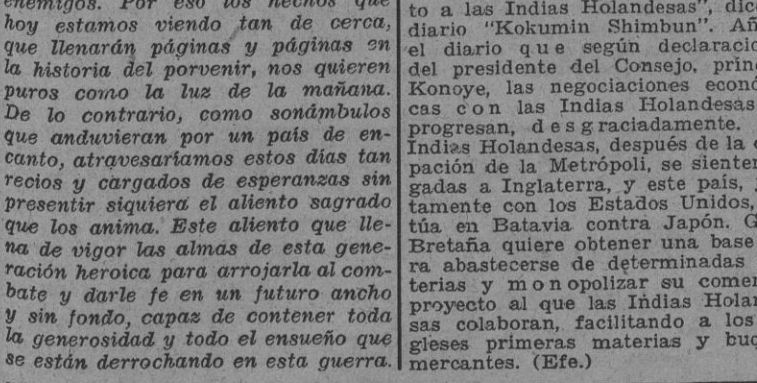 enemigos. Por eso los hechos que
hoy estamos viendo tan de cerca,
que llenarán páginas y páginas en
la historia del porvenir, nos quieren
puros como la luz de la mañana.
De lo contrario, como sonámbulos
que anduvieran por un país de en-
canto, atravesaríamos estos días tan
recios y cargados de esperanzas sin
presentir siquiera el aliento sagrado
que los anima. Este aliento que lle-
na de vigor las almas de esta gene-
ración heroica para arrojarla al com-
bate y darle fe en un futuro ancho
y sin fondo, capaz de contener toda
la generosidad y todo el ensueño que
se están derrochando en esta guerra.
to a las Indias Holandesas", dic
diario "Kokumin Shimbun". Añ
el diario que según declaracio
del presidente del Consejo, prín
Konoye, las negociaciones econó
cas con las Indias Holandesas
progresan, desgraciadamente.
Indias Holandesas, después de la
pación de la Metrópoli, se sienten
gadas a Inglaterra, y este país,
tamente con los Estados Unidos,
túa en Batavia contra Japón. G
Bretaña quiere obtener una base
ra abastecerse de determinadas
terias y monopolizar su comer
proyecto al que las Indias Holan
sas colaboran, facilitando a los
gleses primeras materias y buq
mercantes. (Efe.)